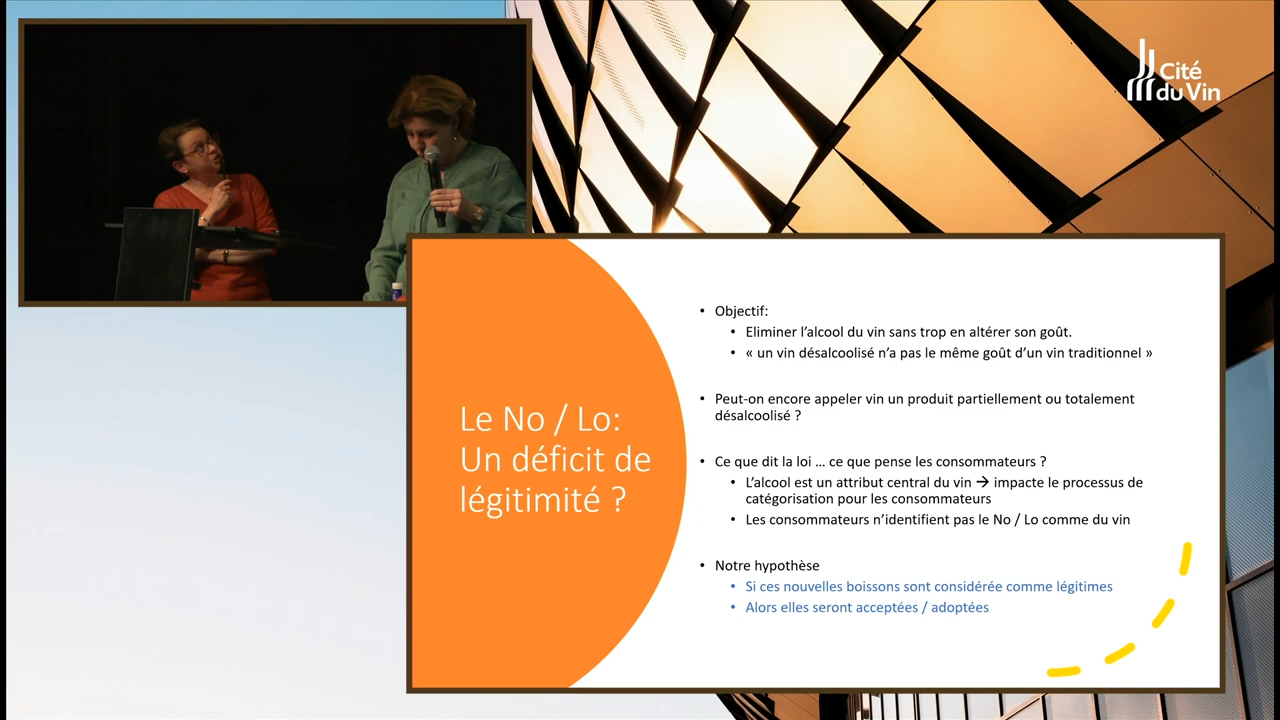 Cité
du Vin
Le No / Lo:
Un déficit de
légitimité ?
• Objectif:
• Eliminer l'alcool du vin sans trop en altérer son goût.
• « un vin désalcoolisé n'a pas le même goût d'un vin traditionnel »
• Peut-on encore appeler vin un produit partiellement ou totalement
désalcoolisé ?
• Ce que dit la loi … ce que pense les consommateurs ?
• L'alcool est un attribut central du vin → impacte le processus de
catégorisation pour les consommateurs
• Les consommateurs n'identifient pas le No / Lo comme du vin
• Notre hypothèse
• Si ces nouvelles boissons sont considérée comme légitimes
• Alors elles seront acceptées / adoptées